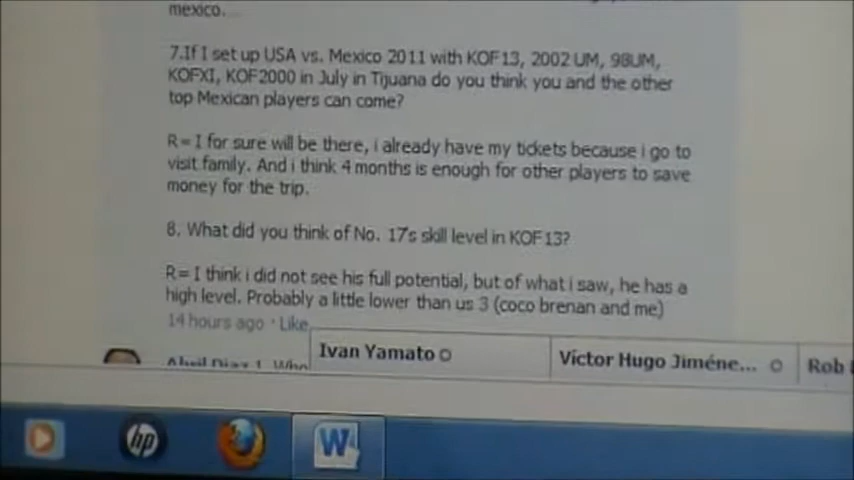 mexico.
7.If I set up USA vs. Mexico 2011 with KOF13, 2002 UM, 98UM,
KOFXI, KOF2000 in July in Tijuana do you think you and the other
top Mexican players can come?
R= I for sure will be there, i already have my tickets because i go to
visit family. And i think 4 months is enough for other players to save
money for the trip.
8. What did you think of No. 17's skill level in KOF13?
R= I think i did not see his full potential, but of what i saw, he has a
high level. Probably a little lower than us 3 (coco brenan and me)
14 hours ago · Like
Abril Diaz 1. Who
Ivan Yamato
Víctor Hugo Jiméne...
Rob
hp
W